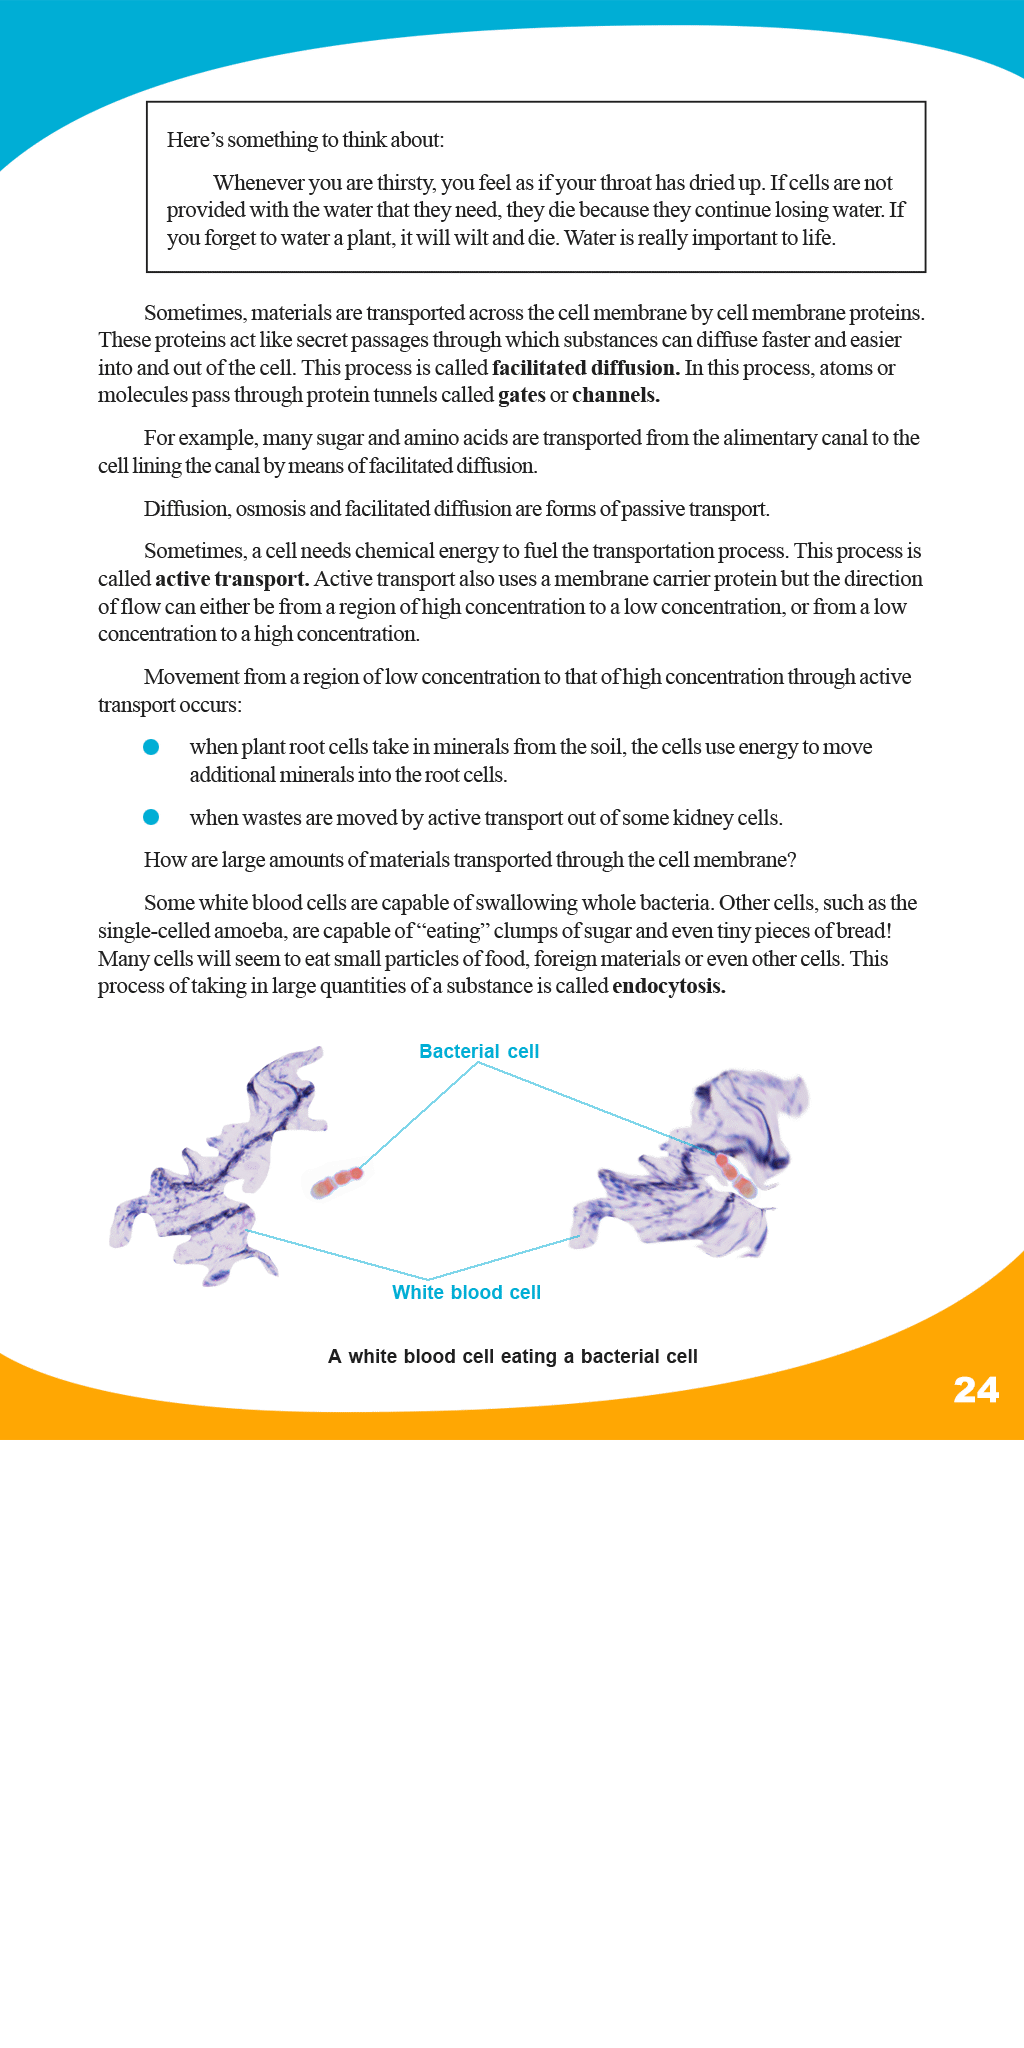 Here's something to think about:
Whenever you are thirsty, you feel as if your throat has dried up. If cells are not
provided with the water that they need, they die because they continue losing water. If
you forget to water a plant, it will wilt and die. Water is really important to life.
Sometimes, materials are transported across the cell membrane by cell membrane proteins.
These proteins act like secret passages through which substances can diffuse faster and easier
into and out of the cell. This process is called facilitated diffusion. In this process, atoms or
molecules pass through protein tunnels called gates or channels.
For example, many sugar and amino acids are transported from the alimentary canal to the
cell lining the canal by means of facilitated diffusion.
Diffusion, osmosis and facilitated diffusion are forms of passive transport.
Sometimes, a cell needs chemical energy to fuel the transportation process. This process is
called active transport. Active transport also uses a membrane carrier protein but the direction
of flow can either be from a region of high concentration to a low concentration, or from a low
concentration to a high concentration.
Movement from a region of low concentration to that of high concentration through active
transport occurs:
when plant root cells take in minerals from the soil, the cells use energy to move
additional minerals into the root cells.
when wastes are moved by active transport out of some kidney cells.
How are large amounts of materials transported through the cell membrane?
Some white blood cells are capable of swallowing whole bacteria. Other cells, such as the
single-celled amoeba, are capable of “eating” clumps of sugar and even tiny pieces of bread!
Many cells will seem to eat small particles of food, foreign materials or even other cells. This
process of taking in large quantities of a substance is called endocytosis.
Bacterial cell
White blood cell
A white blood cell eating a bacterial cell
24